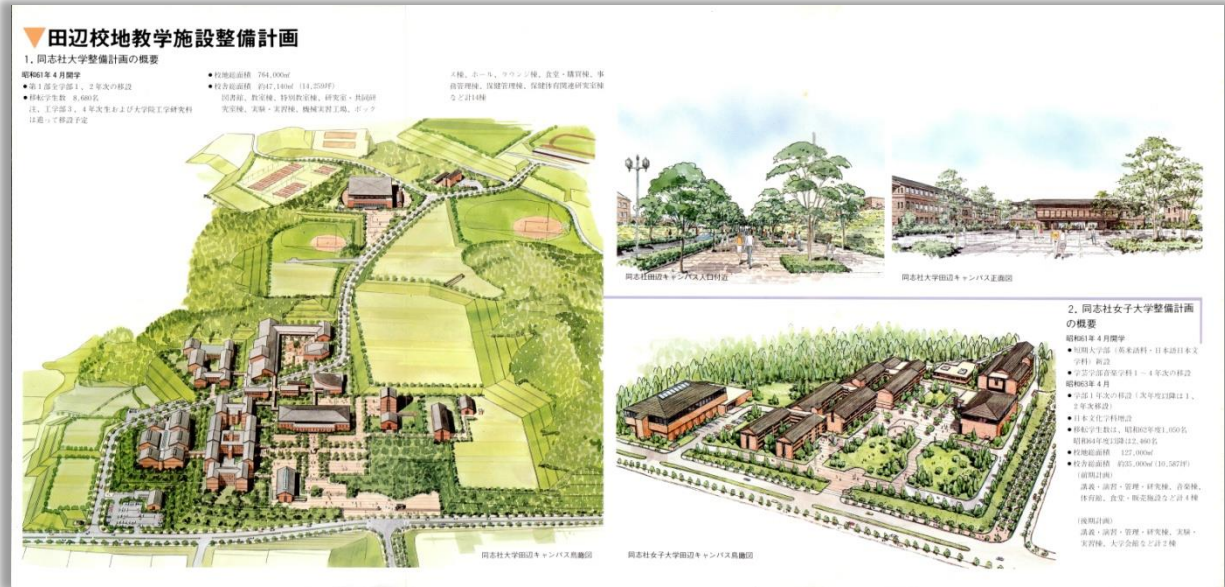 ▼田辺校地教学施設整備計画
1. 同志社大学整備計画の概要
昭和61年4月開学
●第1部全学部1、2年次の移設
●移転学生数 8,680名
注、工学部3、4年次生および大学院工学研究科
は追って移設予定
●校地総面積 784,000㎡
●校舎総面積 約47,140㎡ (14,259坪)
図書館、教室棟、特別教室棟、研究室・共同研
究室棟、実験・実習棟、機械実習工場、ボック
ス棟、ホール、ラウンジ棟、食堂・購買棟、事
務管理棟、保健管理棟、保健体育関連研究室棟
など計14棟
同志社田辺キャンパス入口付近
同志社大学田辺キャンパス正面図
同志社大学田辺キャンパス鳥瞰図
2. 同志社女子大学整備計画
の概要
昭和61年4月開学
●短期大学部(英米語科・日本語日本文
学科)新設
●学芸学部音楽学科1~4年次の移設
昭和63年4月
●学部1年次の移設(次年度以降は1、
2年次移設)
●日本文化学科増設
●移転学生数は、昭和62年度1,050名
昭和64年度以降は2,460名
●校地総面積 127,000㎡
●校舎総面積 約35,000㎡ (10,587坪)
(前期計画)
講義・演習・管理・研究棟、音楽棟、
体育館、食堂・販売施設など計8棟
(後期計画)
講義・演習・管理・研究棟、実験・
実習棟、大学会館など計2棟
同志社女子大学田辺キャンパス鳥瞰図